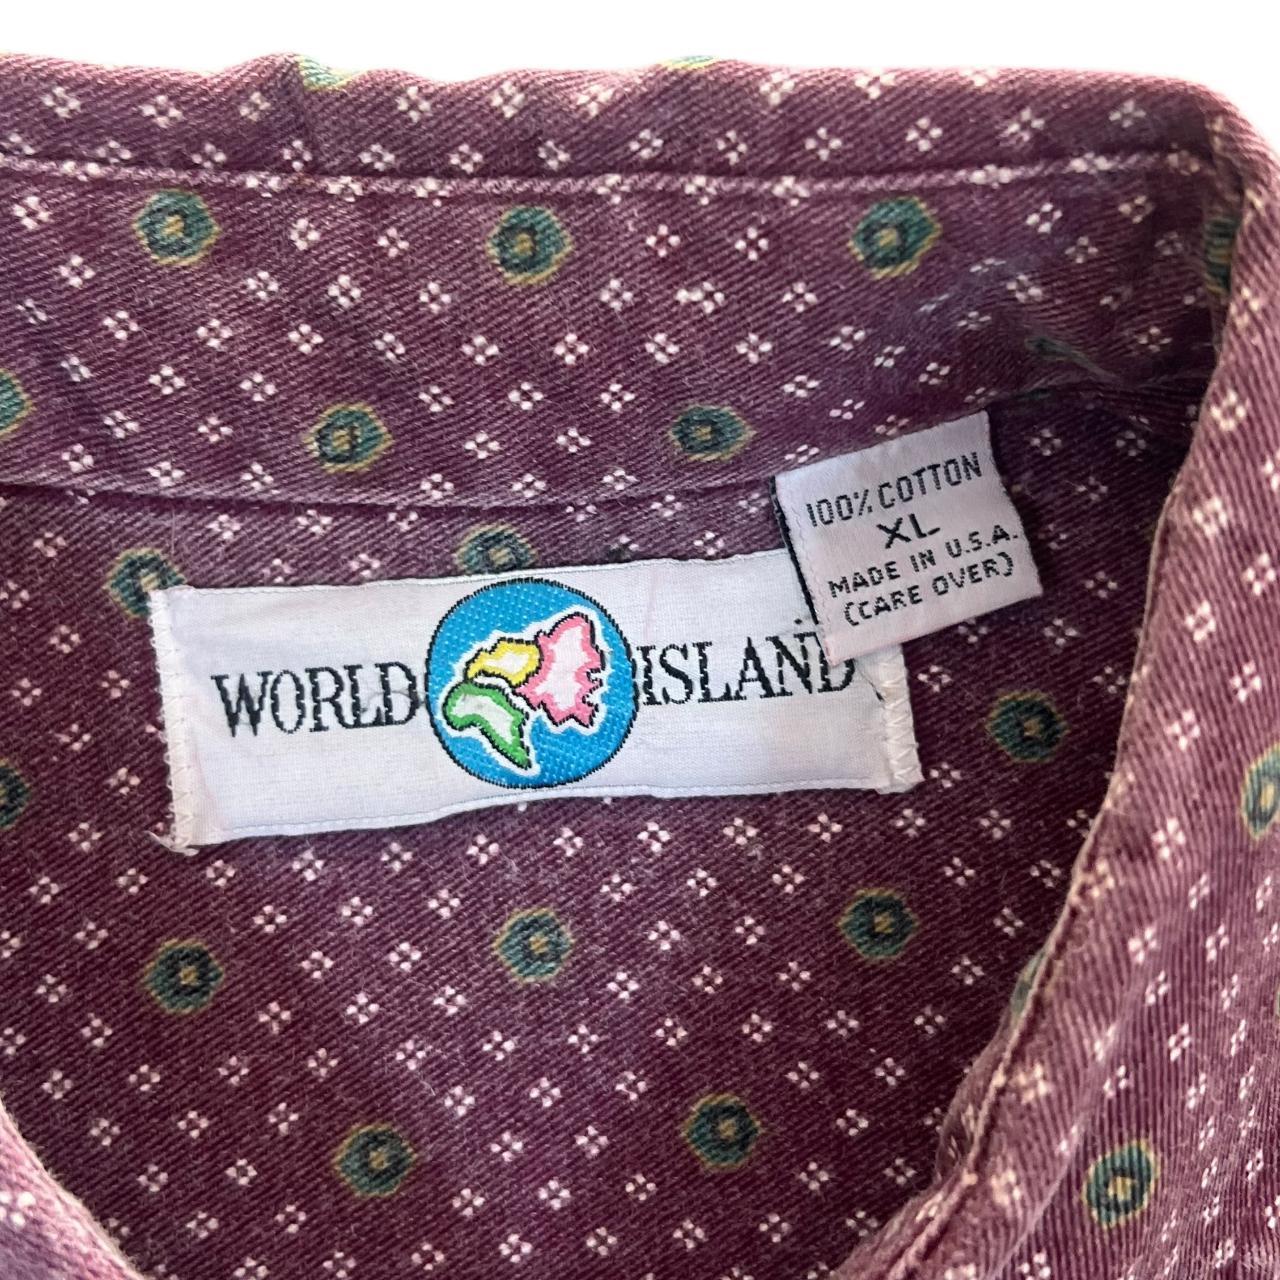 100% COTTON
XL
MADE IN U.S.A.
(CARE OVER)
WORLD ISLAND